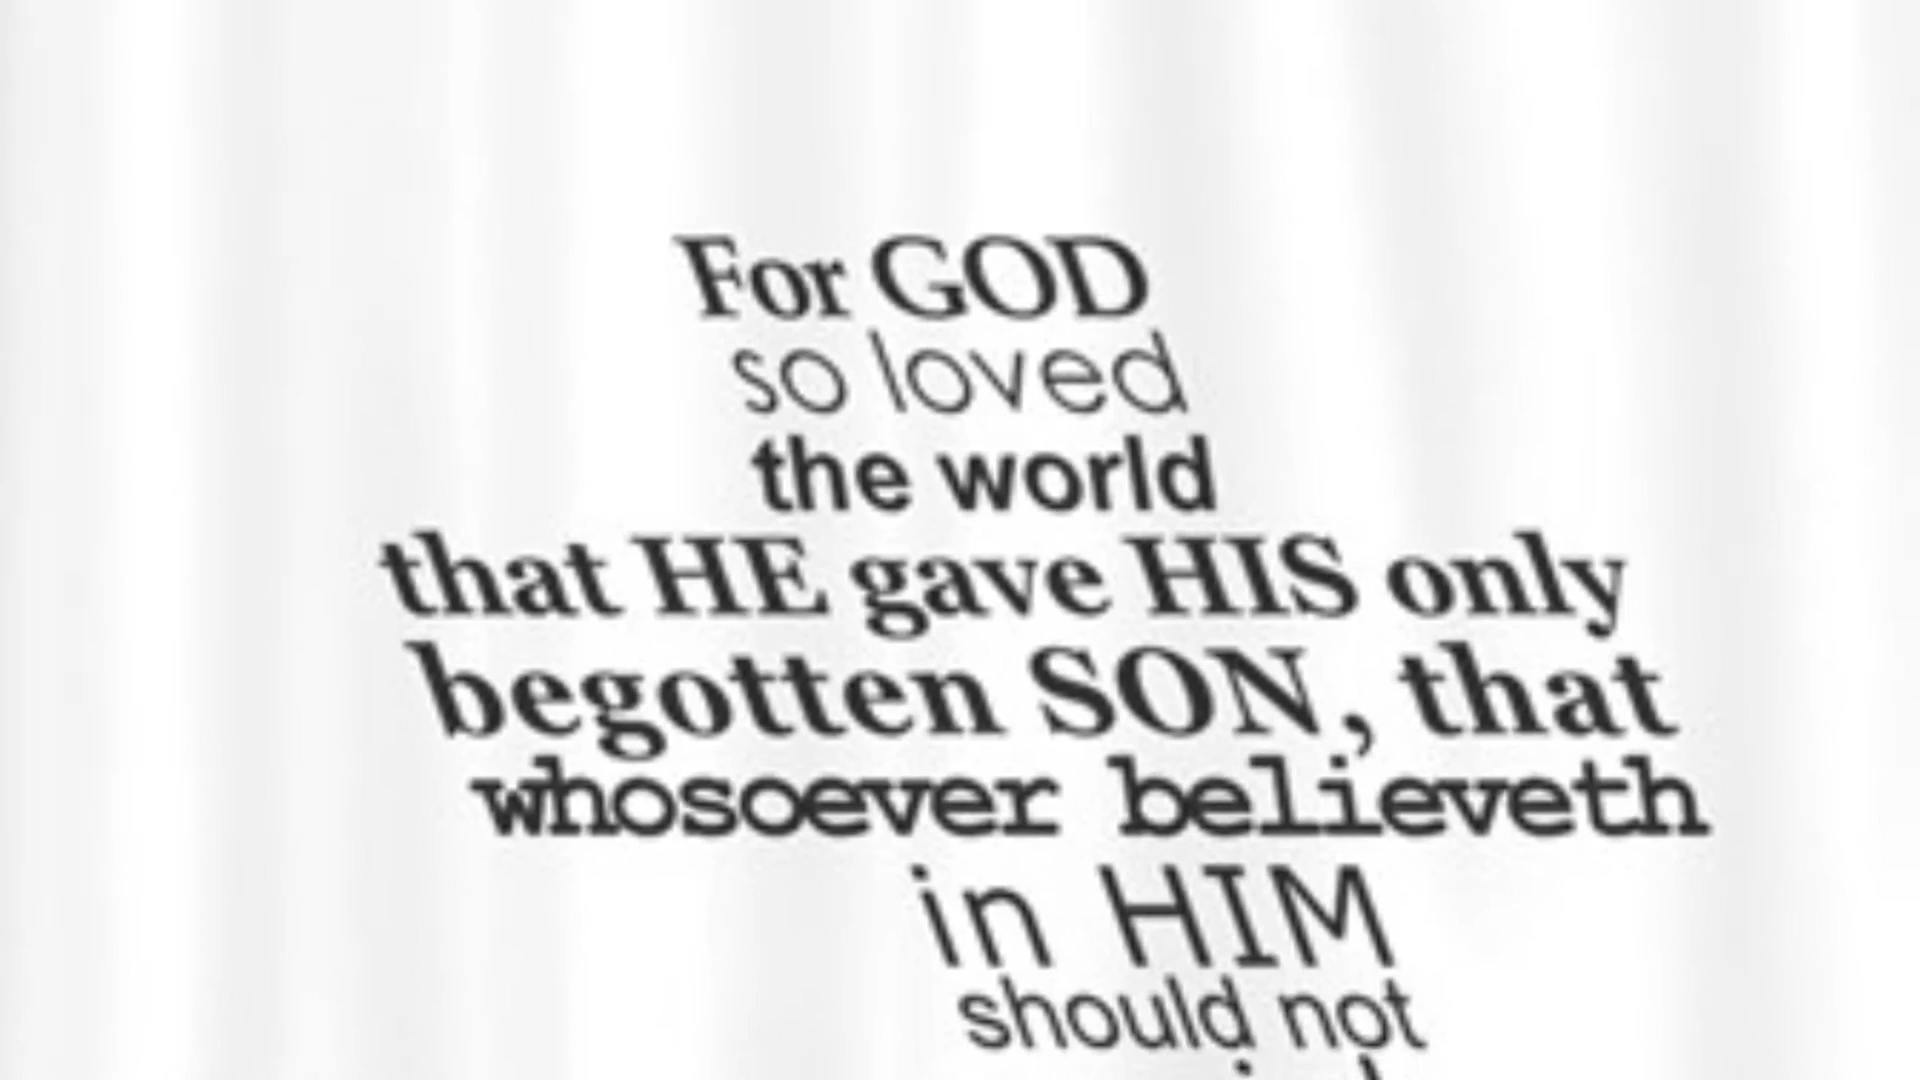 For GOD
so loved
the world
that HE gave HIS only
begotten SON, that
whosoever believeth
in HIM
should not